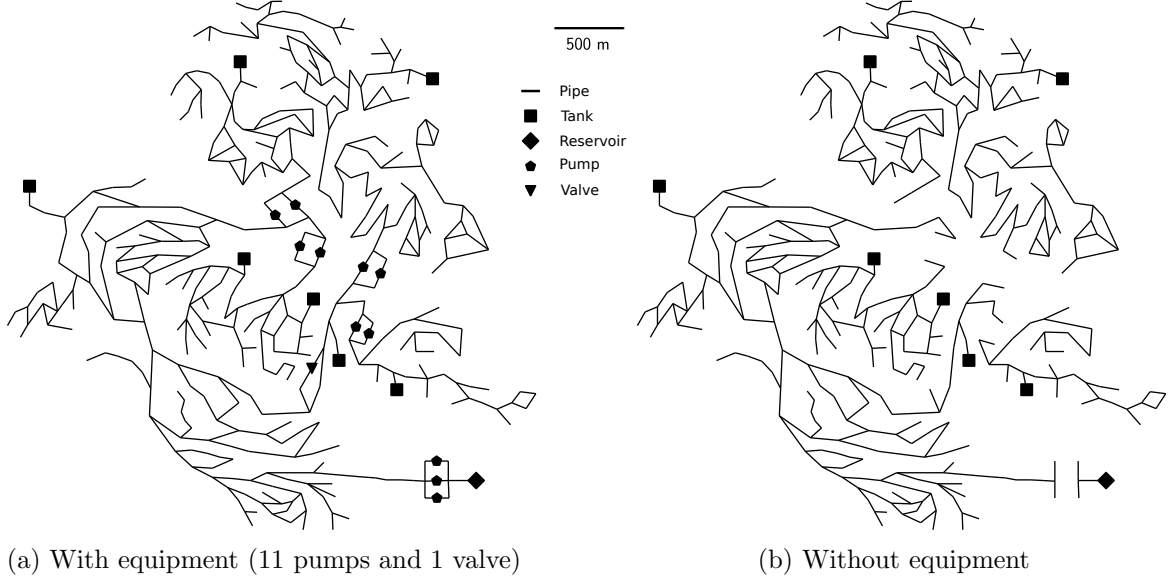 500 m
Pipe
Tank
Reservoir
Pump
Valve
(a) With equipment (11 pumps and 1 valve)
(b) Without equipment